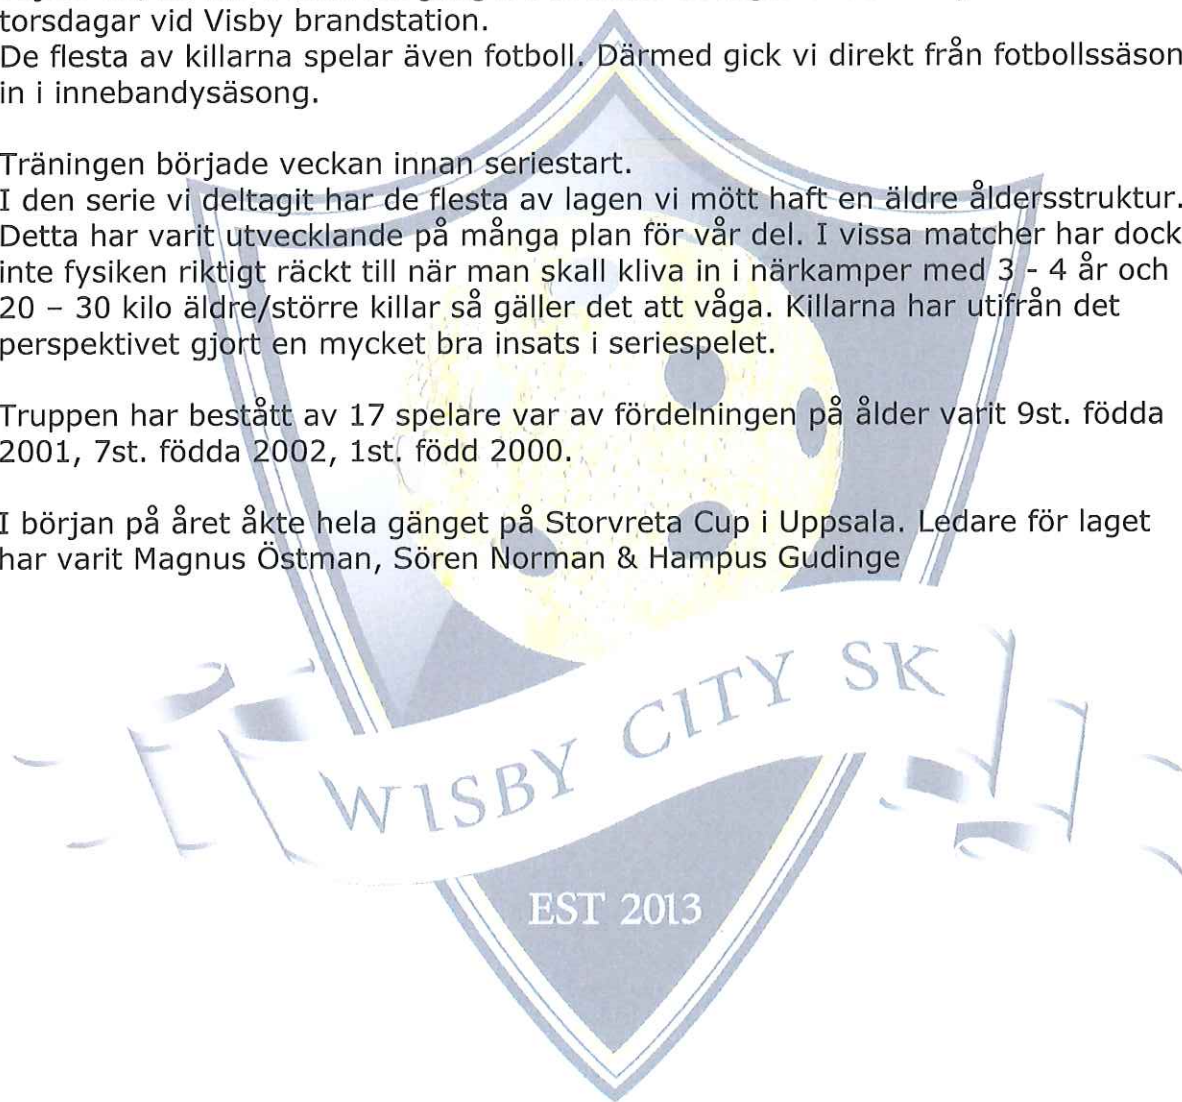 torsdagar vid Visby brandstation.
De flesta av killarna spelar även fotboll. Därmed gick vi direkt från fotbollssäson
in i innebandysäsong.
Träningen började veckan innan seriestart.
I den serie vi deltagit har de flesta av lagen vi mött haft en äldre åldersstruktur.
Detta har varit utvecklande på många plan för vår del. I vissa matcher har dock
inte fysiken riktigt räckt till när man skall kliva in i närkamper med 3 - 4 år och
20 – 30 kilo äldre/större killar så gäller det att våga. Killarna har utifrån det
perspektivet gjort en mycket bra insats i seriespelet.
Truppen har bestått av 17 spelare var av fördelningen på ålder varit 9st. födda
2001, 7st. födda 2002, 1st. född 2000.
I början på året åkte hela gänget på Storvreta Cup i Uppsala. Ledare för laget
har varit Magnus Östman, Sören Norman & Hampus Gudinge
WISBY CITY SK
EST 2013